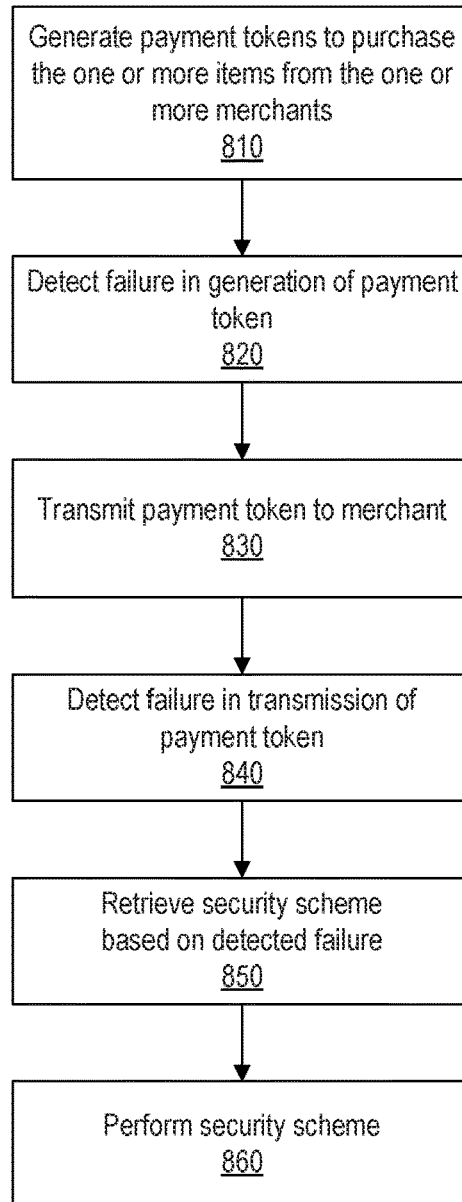 Generate payment tokens to purchase
the one or more items from the one or
more merchants
810
Detect failure in generation of payment
token
820
Transmit payment token to merchant
830
Detect failure in transmission of
payment token
840
Retrieve security scheme
based on detected failure
850
Perform security scheme
860